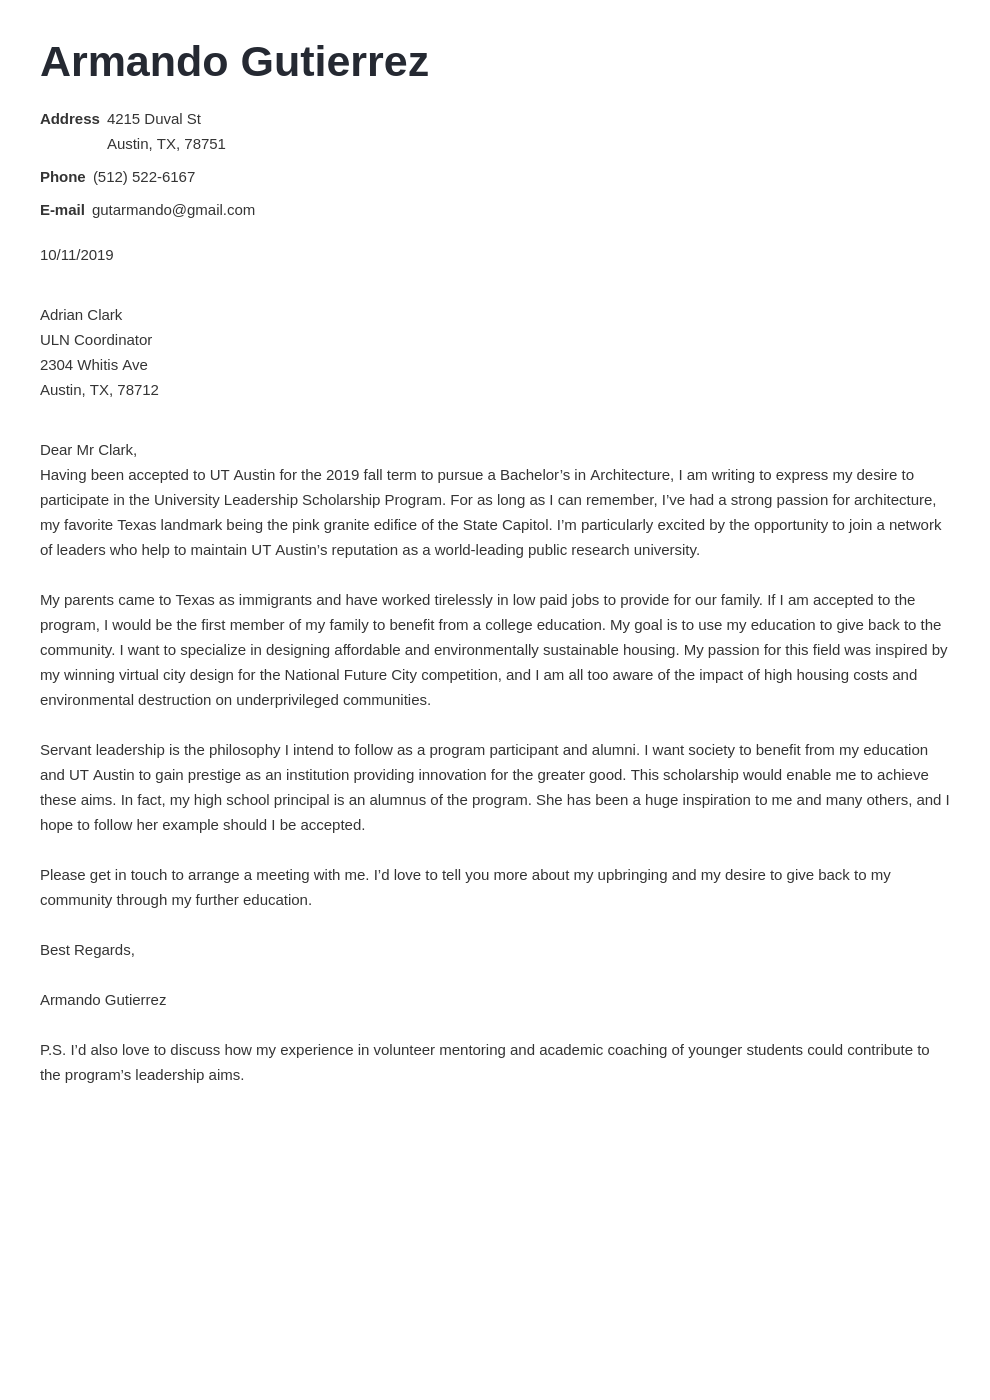 Armando Gutierrez
Address 4215 Duval St
Austin, TX, 78751
Phone (512) 522-6167
E-mail gutarmando@gmail.com
10/11/2019
Adrian Clark
ULN Coordinator
2304 Whitis Ave
Austin, TX, 78712
Dear Mr Clark,
Having been accepted to UT Austin for the 2019 fall term to pursue a Bachelor’s in Architecture, I am writing to express my desire to
participate in the University Leadership Scholarship Program. For as long as I can remember, I’ve had a strong passion for architecture,
my favorite Texas landmark being the pink granite edifice of the State Capitol. I’m particularly excited by the opportunity to join a network
of leaders who help to maintain UT Austin’s reputation as a world-leading public research university.
My parents came to Texas as immigrants and have worked tirelessly in low paid jobs to provide for our family. If I am accepted to the
program, I would be the first member of my family to benefit from a college education. My goal is to use my education to give back to the
community. I want to specialize in designing affordable and environmentally sustainable housing. My passion for this field was inspired by
my winning virtual city design for the National Future City competition, and I am all too aware of the impact of high housing costs and
environmental destruction on underprivileged communities.
Servant leadership is the philosophy I intend to follow as a program participant and alumni. I want society to benefit from my education
and UT Austin to gain prestige as an institution providing innovation for the greater good. This scholarship would enable me to achieve
these aims. In fact, my high school principal is an alumnus of the program. She has been a huge inspiration to me and many others, and I
hope to follow her example should I be accepted.
Please get in touch to arrange a meeting with me. I’d love to tell you more about my upbringing and my desire to give back to my
community through my further education.
Best Regards,
Armando Gutierrez
P.S. I’d also love to discuss how my experience in volunteer mentoring and academic coaching of younger students could contribute to
the program’s leadership aims.